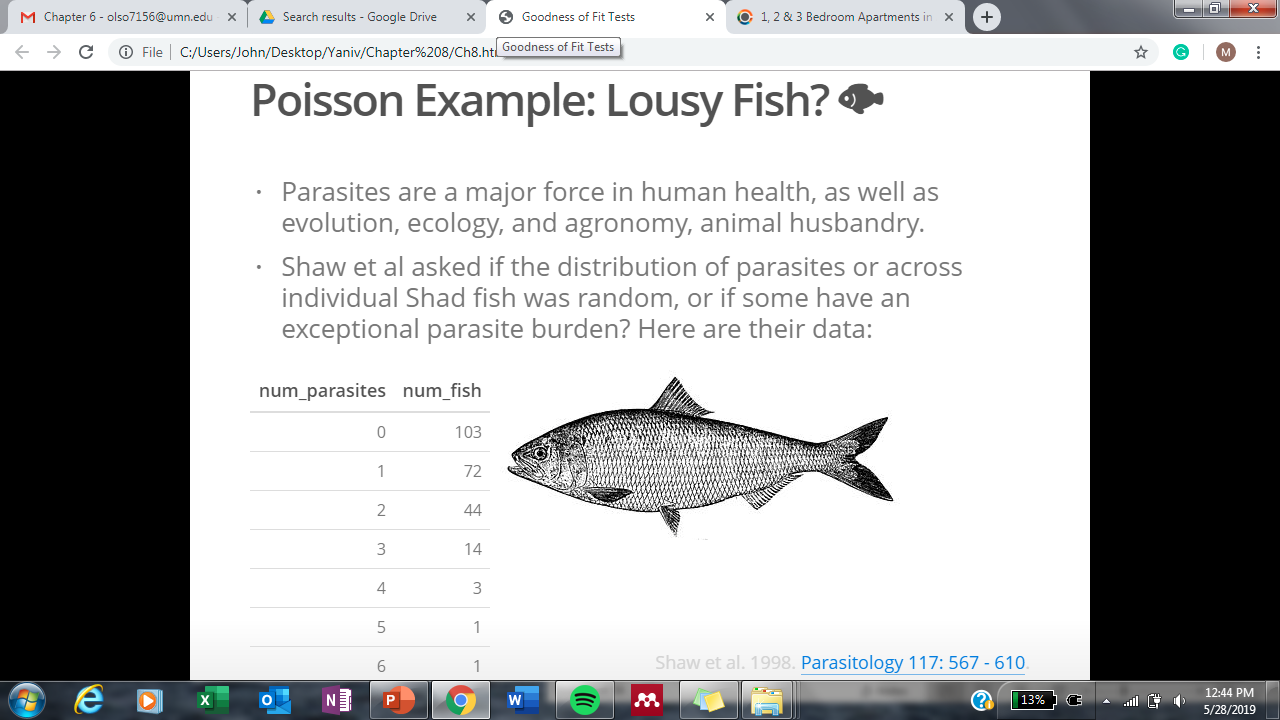 Chapter 6 - olso7156@umn.edu
Search results - Google Drive
Goodness of Fit Tests
1, 2 & 3 Bedroom Apartments in
File
C:/Users/John/Desktop/Yaniv/Chapter%208/Ch8.ht
M
Goodness of Fit Tests
Poisson Example: Lousy Fish?
· Parasites are a major force in human health, as well as
evolution, ecology, and agronomy, animal husbandry.
· Shaw et al asked if the distribution of parasites or across
individual Shad fish was random, or if some have an
exceptional parasite burden? Here are their data:
num_parasites num_fish
0 103
1 72
2 44
3 14
4 3
5 1
6 1
Shaw et al. 1998. Parasitology 117: 567 - 610.
13%
12:44 PM
5/28/2019